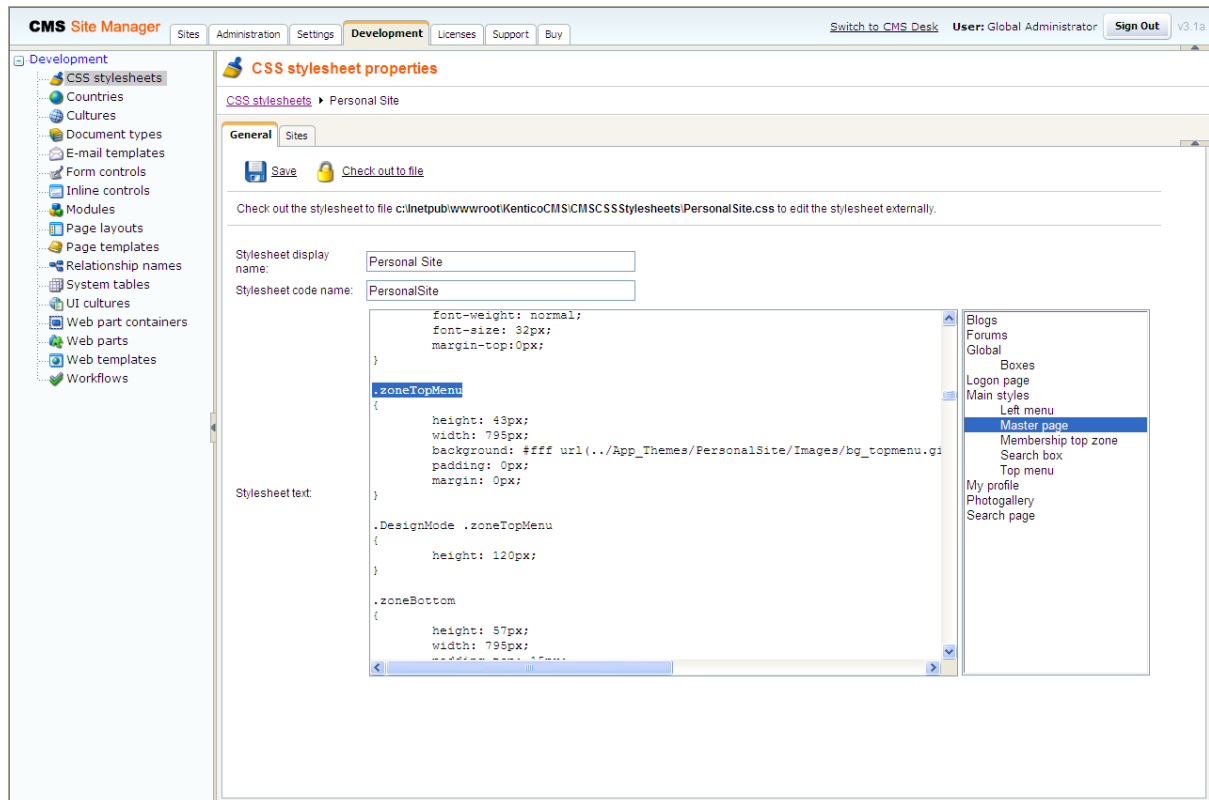 CMS Site Manager
Sites Administration Settings Development Licenses Support Buy
Switch to CMS Desk User: Global Administrator Sign Out v3.1a
Development
CSS stylesheets
Countries
Cultures
Document types
E-mail templates
Form controls
Inline controls
Modules
Page layouts
Page templates
Relationship names
System tables
UI cultures
Web part containers
Web parts
Web templates
Workflows
CSS stylesheet properties
CSS stylesheets Personal Site
General Sites
Save Check out to file
Check out the stylesheet to file c:\Inetpub\wwwroot\KenticoCMS\CMSCSSStylesheets\PersonalSite.css to edit the stylesheet externally.
Stylesheet display
name:
Personal Site
Stylesheet code name: PersonalSite
Stylesheet text:
font-weight: normal;
font-size: 32px;
margin-top:0px;
}
.zoneTopMenu
{
height: 43px;
width: 795px;
background: #fff url(../App_Themes/PersonalSite/Images/bg_topmenu.gi
padding: 0px;
margin: 0px;
}
.DesignMode .zoneTopMenu
{
height: 120px;
}
.zoneBottom
{
height: 57px;
width: 795px;
Blogs
Forums
Global
Boxes
Logon page
Main styles
Left menu
Master page
Membership top zone
Search box
Top menu
My profile
Photogallery
Search page